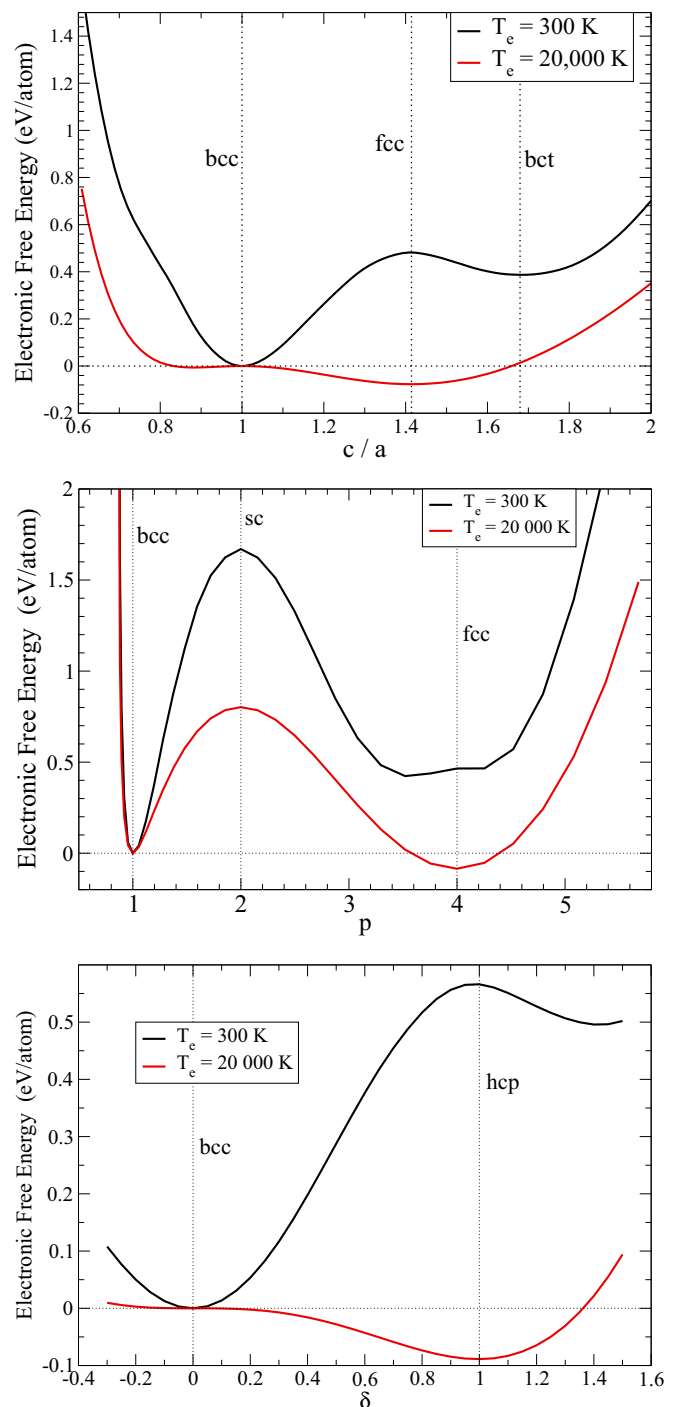 T_e = 300 K
T_e = 20,000 K
bcc
fcc
bct
Electronic Free Energy (eV/atom)
1.4
1.2
1
0.8
0.6
0.4
0.2
0
-0.2
0.6
0.8
1
1.2
1.4
1.6
1.8
2
c / a
T_e = 300 K
T_e = 20 000 K
bcc
sc
fcc
Electronic Free Energy (eV/atom)
2
1.5
1
0.5
0
1
2
3
4
5
p
T_e = 300 K
T_e = 20 000 K
hcp
bcc
Electronic Free Energy (eV/atom)
0.5
0.4
0.3
0.2
0.1
0
-0.1
-0.4
-0.2
0
0.2
0.4
0.6
0.8
1
1.2
1.4
1.6
δ